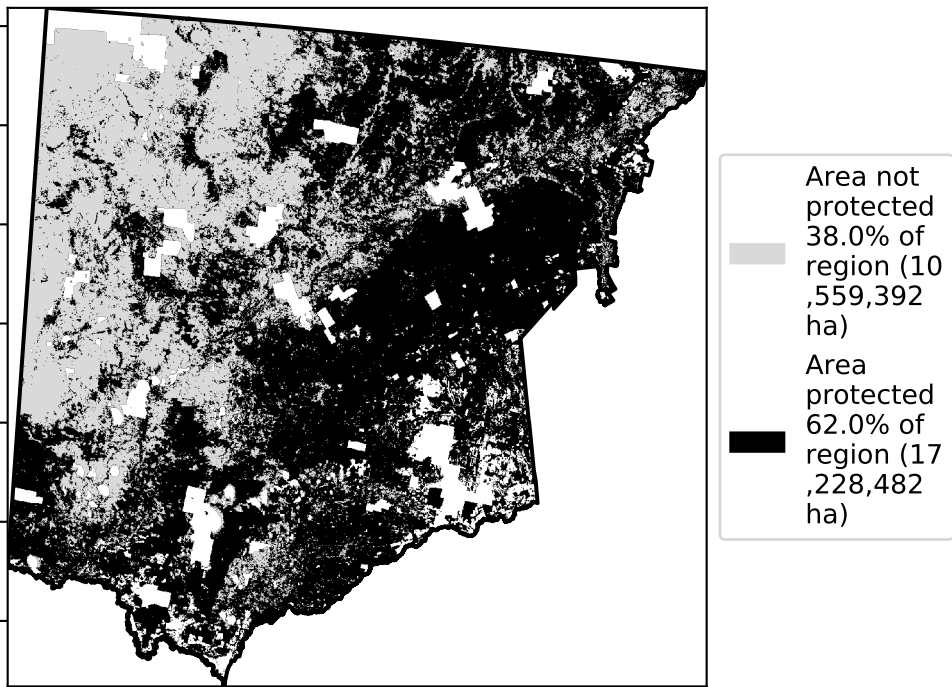 Area not
protected
38.0% of
region (10
,559,392
ha)
Area
protected
62.0% of
region (17
,228,482
ha)